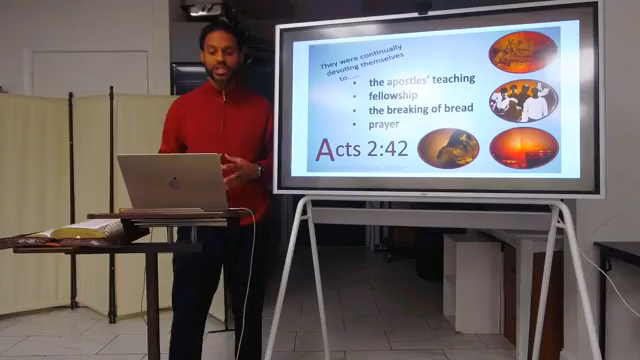 They were continually
devoting themselves
to.....
• the apostles' teaching
• fellowship
• the breaking of bread
• prayer
Acts 2:42